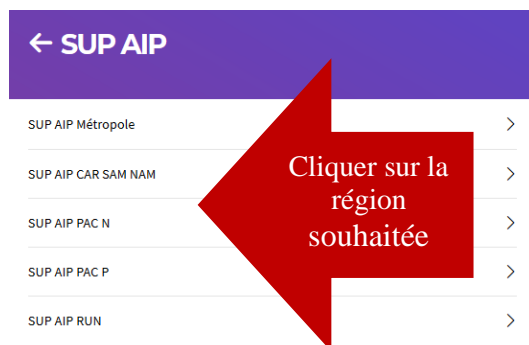 ← SUP AIP
SUP AIP Métropole
SUP AIP CAR SAM NAM
SUP AIP PAC N
SUP AIP PAC P
SUP AIP RUN
Cliquer sur la
région
souhaitée